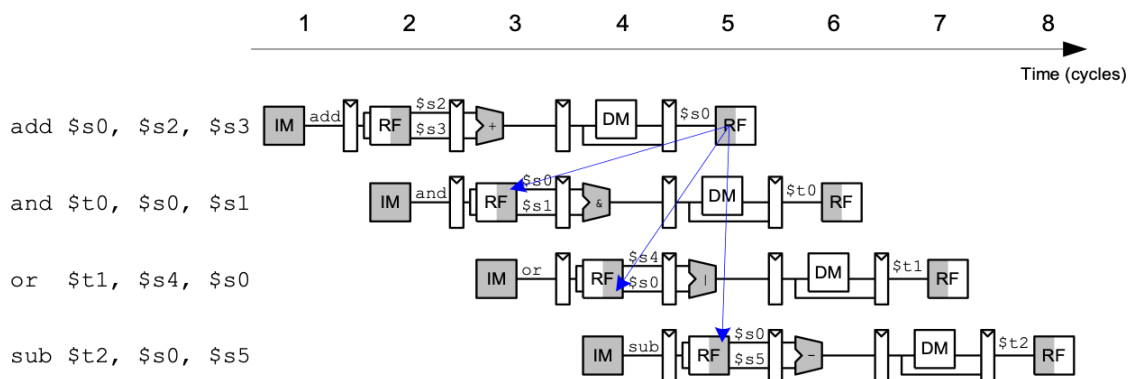 1 2 3 4 5 6 7 8
Time (cycles)
add $s0, $s2, $s3 IM add RF $s2 $s3 + DM $s0 RF
and $t0, $s0, $s1 IM and RF $s0 $s1 & DM $t0 RF
or $t1, $s4, $s0 IM or RF $s4 $s0 | DM $t1 RF
sub $t2, $s0, $s5 IM sub RF $s0 $s5 - DM $t2 RF